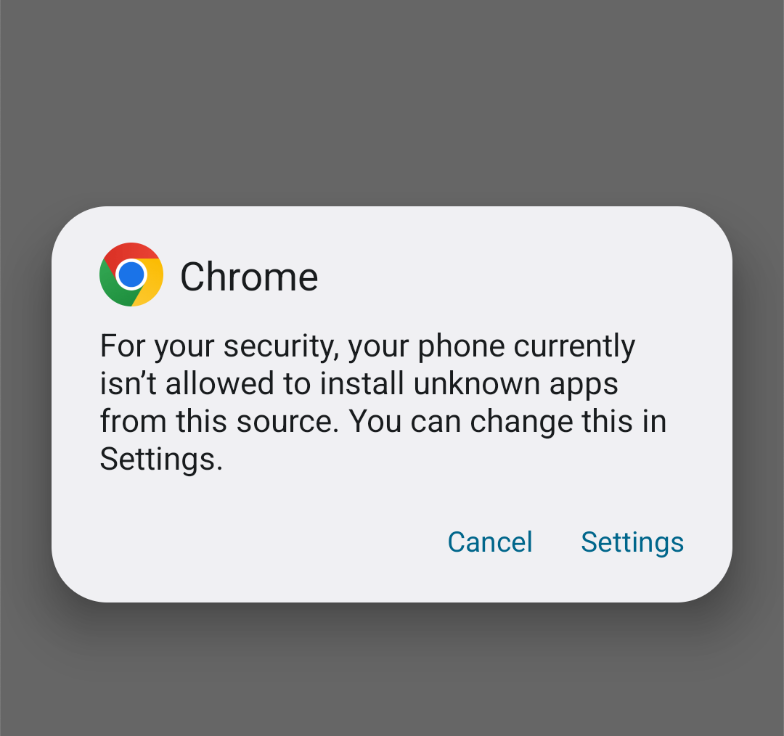 Chrome
For your security, your phone currently
isn’t allowed to install unknown apps
from this source. You can change this in
Settings.
Cancel Settings